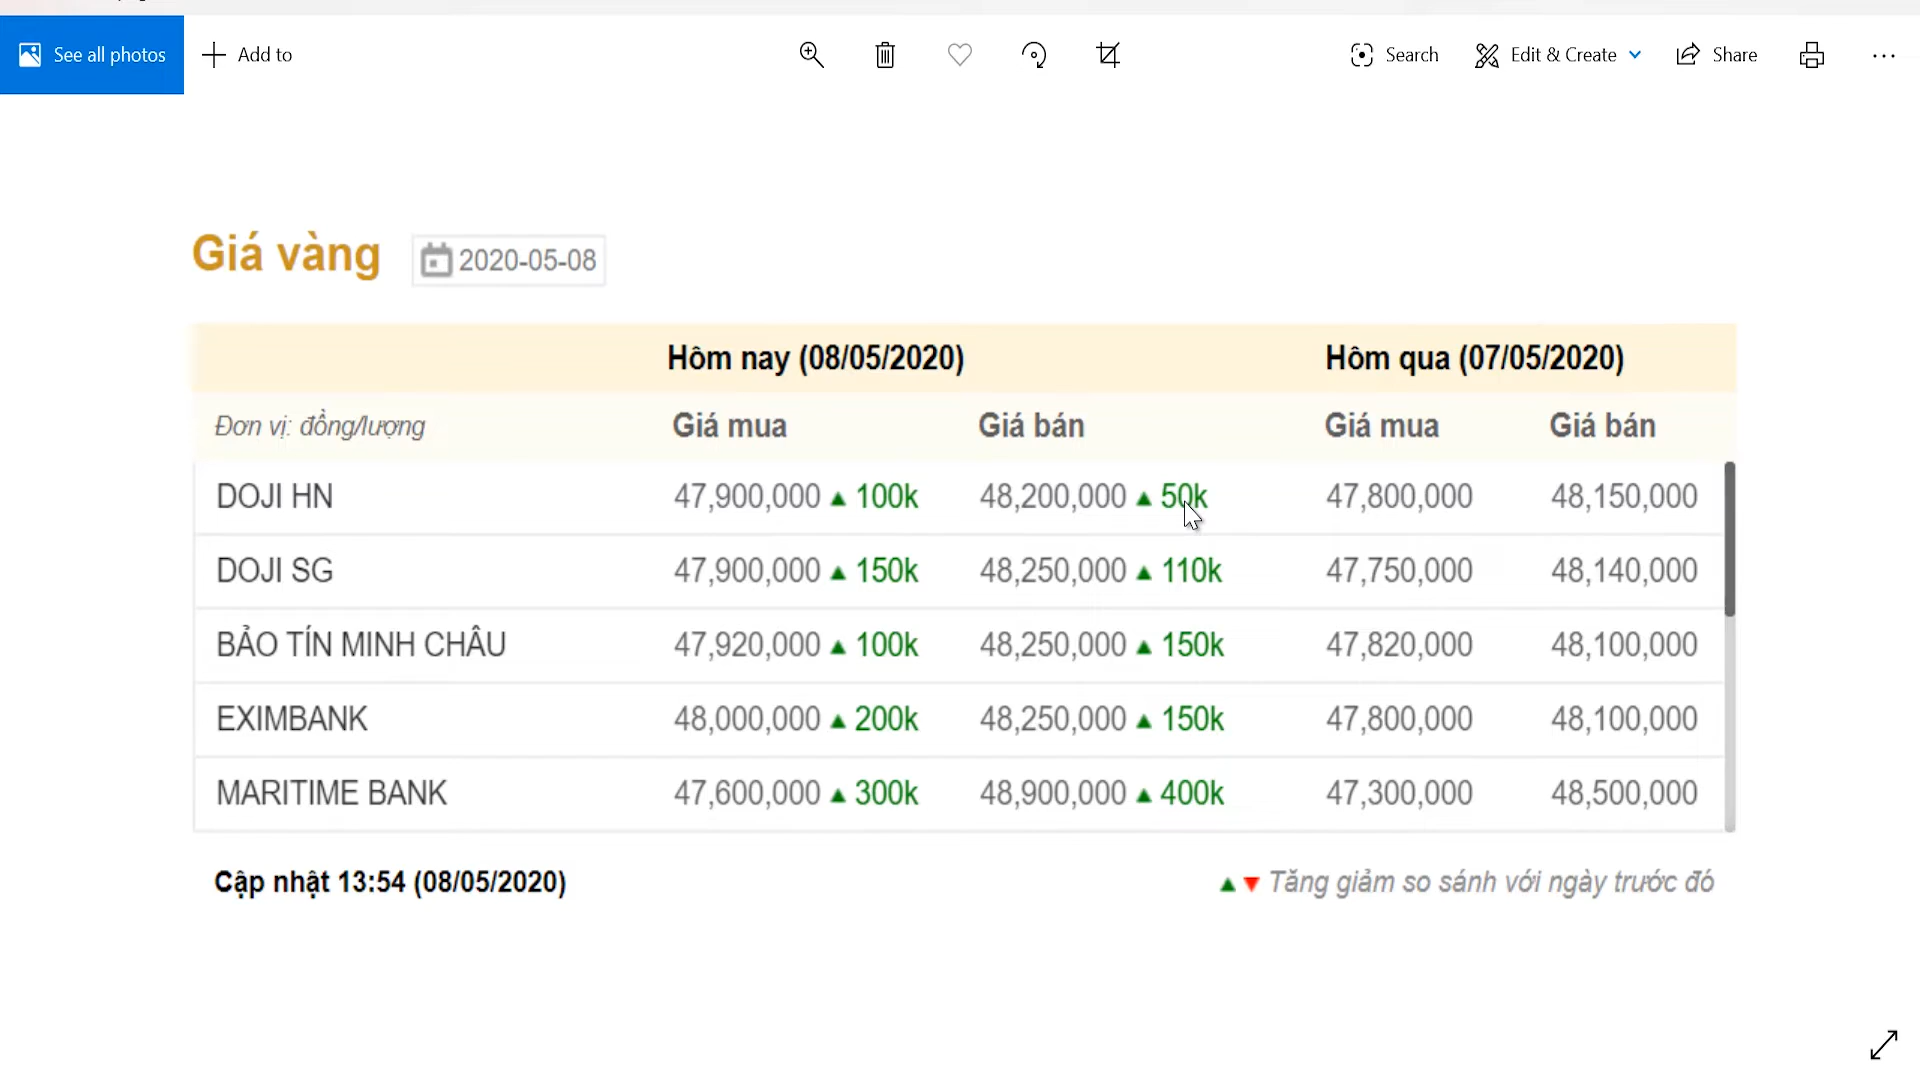 See all photos Add to Search Edit & Create Share
Giá vàng 2020-05-08
Hôm nay (08/05/2020) Hôm qua (07/05/2020)
Đơn vị: đồng/lượng Giá mua Giá bán Giá mua Giá bán
DOJI HN 47,900,000 ▲ 100k 48,200,000 ▲ 50k 47,800,000 48,150,000
DOJI SG 47,900,000 ▲ 150k 48,250,000 ▲ 110k 47,750,000 48,140,000
BẢO TÍN MINH CHÂU 47,920,000 ▲ 100k 48,250,000 ▲ 150k 47,820,000 48,100,000
EXIMBANK 48,000,000 ▲ 200k 48,250,000 ▲ 150k 47,800,000 48,100,000
MARITIME BANK 47,600,000 ▲ 300k 48,900,000 ▲ 400k 47,300,000 48,500,000
Cập nhật 13:54 (08/05/2020) ▲▼ Tăng giảm so sánh với ngày trước đó